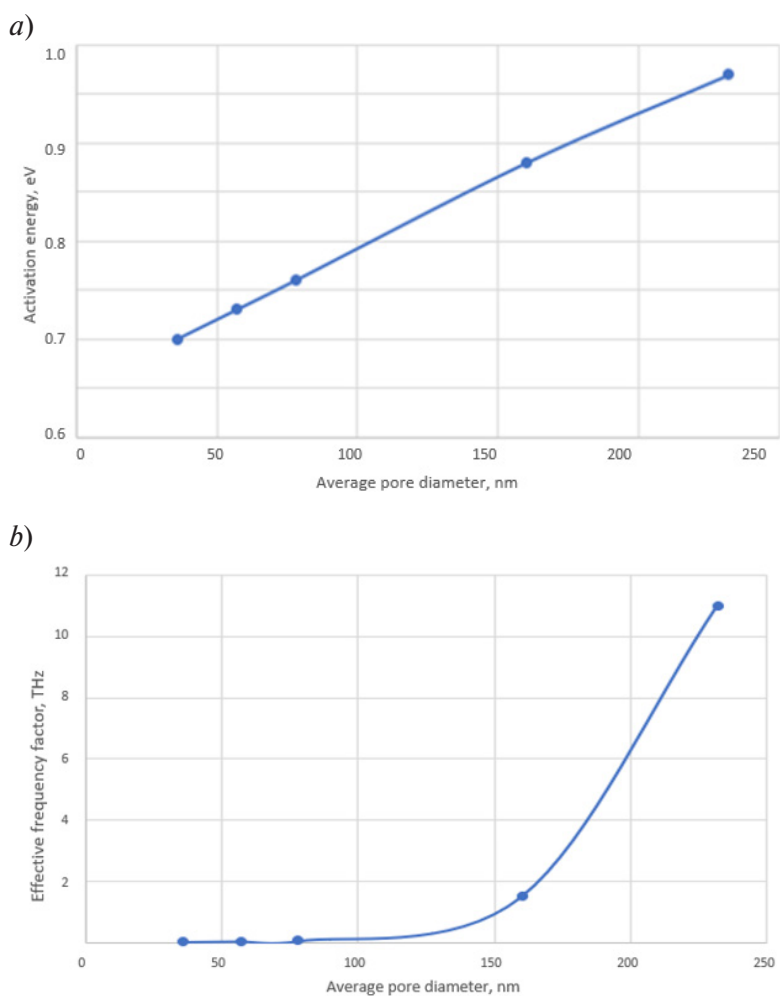 a)
1.0
0.9
0.8
0.7
0.6
Activation energy, eV
0 50 100 150 200 250
Average pore diameter, nm
b)
12
10
8
6
4
2
Effective frequency factor, THz
0 50 100 150 200 250
Average pore diameter, nm